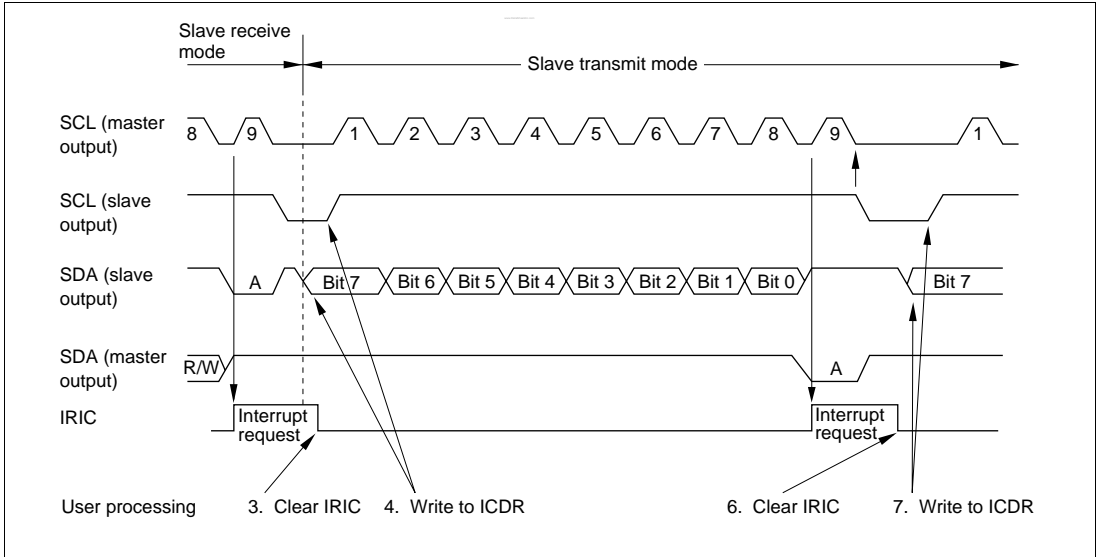 Slave receive
mode
Slave transmit mode
SCL (master
output)
8 9 1 2 3 4 5 6 7 8 9 1
SCL (slave
output)
SDA (slave
output)
A Bit 7 Bit 6 Bit 5 Bit 4 Bit 3 Bit 2 Bit 1 Bit 0 Bit 7
SDA (master
output)
R/W A
IRIC
Interrupt
request
Interrupt
request
User processing 3. Clear IRIC 4. Write to ICDR 6. Clear IRIC 7. Write to ICDR